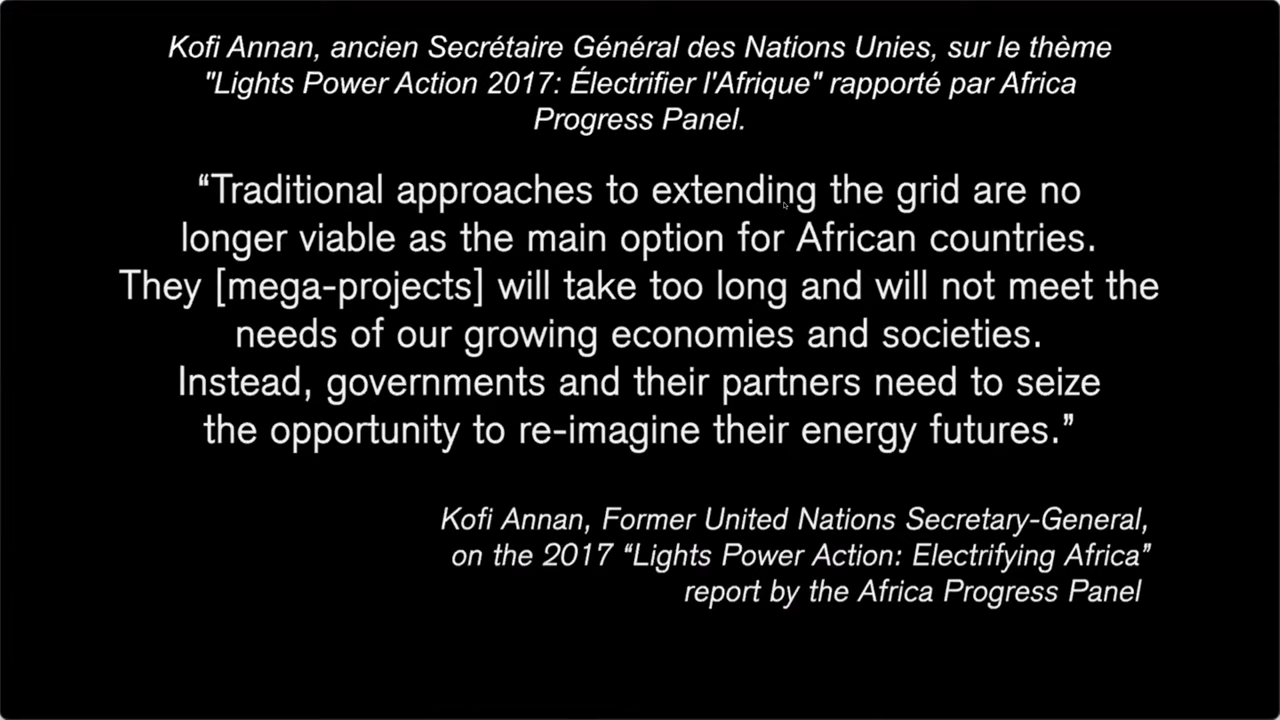 Kofi Annan, ancien Secrétaire Général des Nations Unies, sur le thème
"Lights Power Action 2017: Électrifier l'Afrique" rapporté par Africa
Progress Panel.
“Traditional approaches to extending the grid are no
longer viable as the main option for African countries.
They [mega-projects] will take too long and will not meet the
needs of our growing economies and societies.
Instead, governments and their partners need to seize
the opportunity to re-imagine their energy futures.”
Kofi Annan, Former United Nations Secretary-General,
on the 2017 “Lights Power Action: Electrifying Africa”
report by the Africa Progress Panel